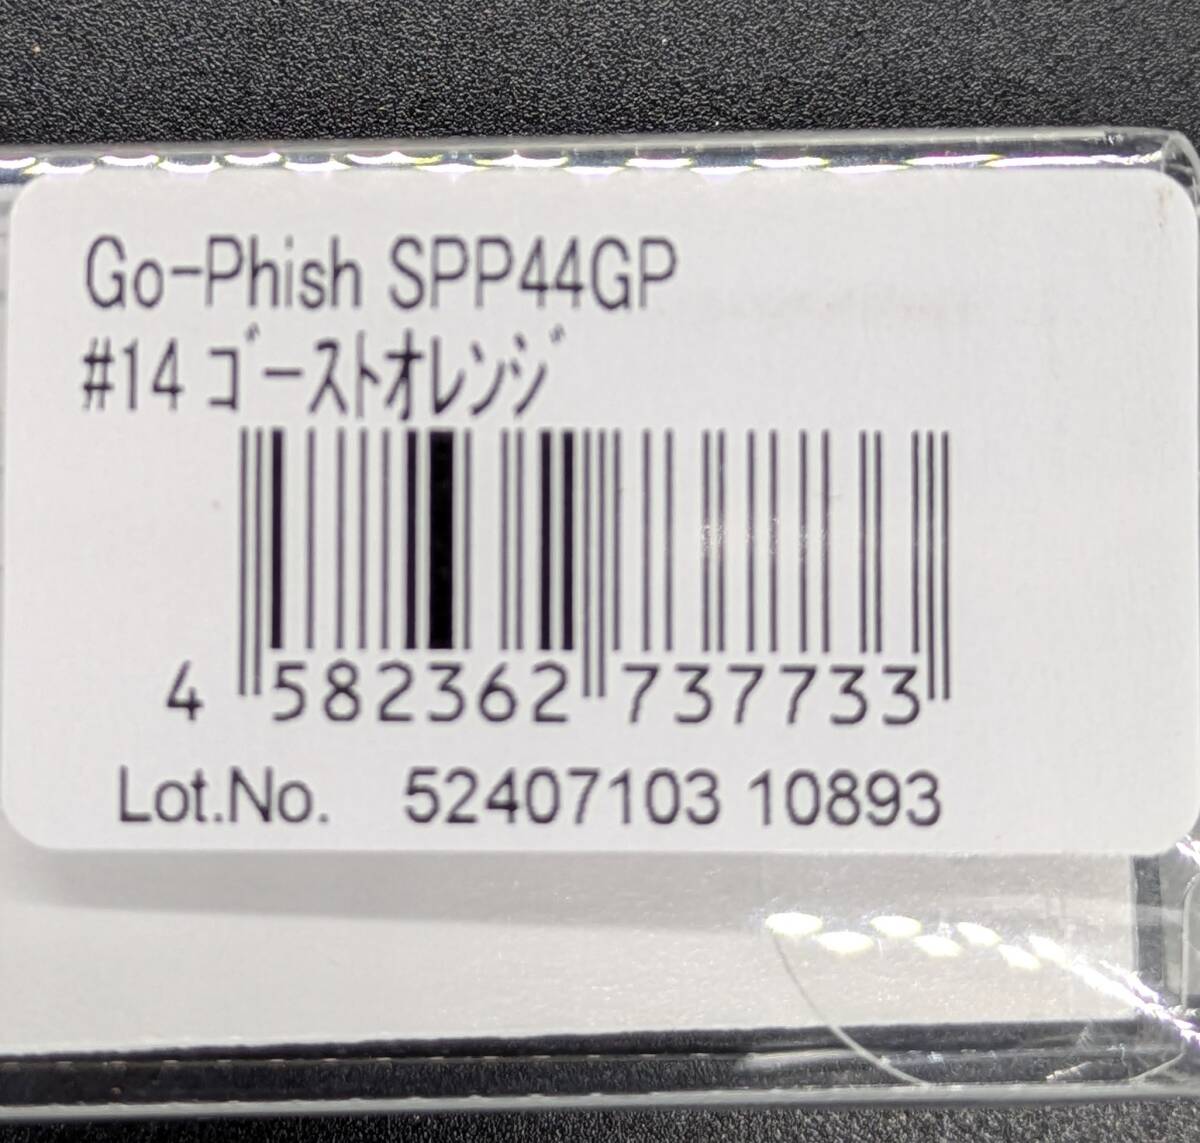 Go-Phish SPP44GP
#14 ｺﾞｰｽﾄｵﾚﾝｼﾞ
4 582362 737733
Lot.No. 52407103 10893